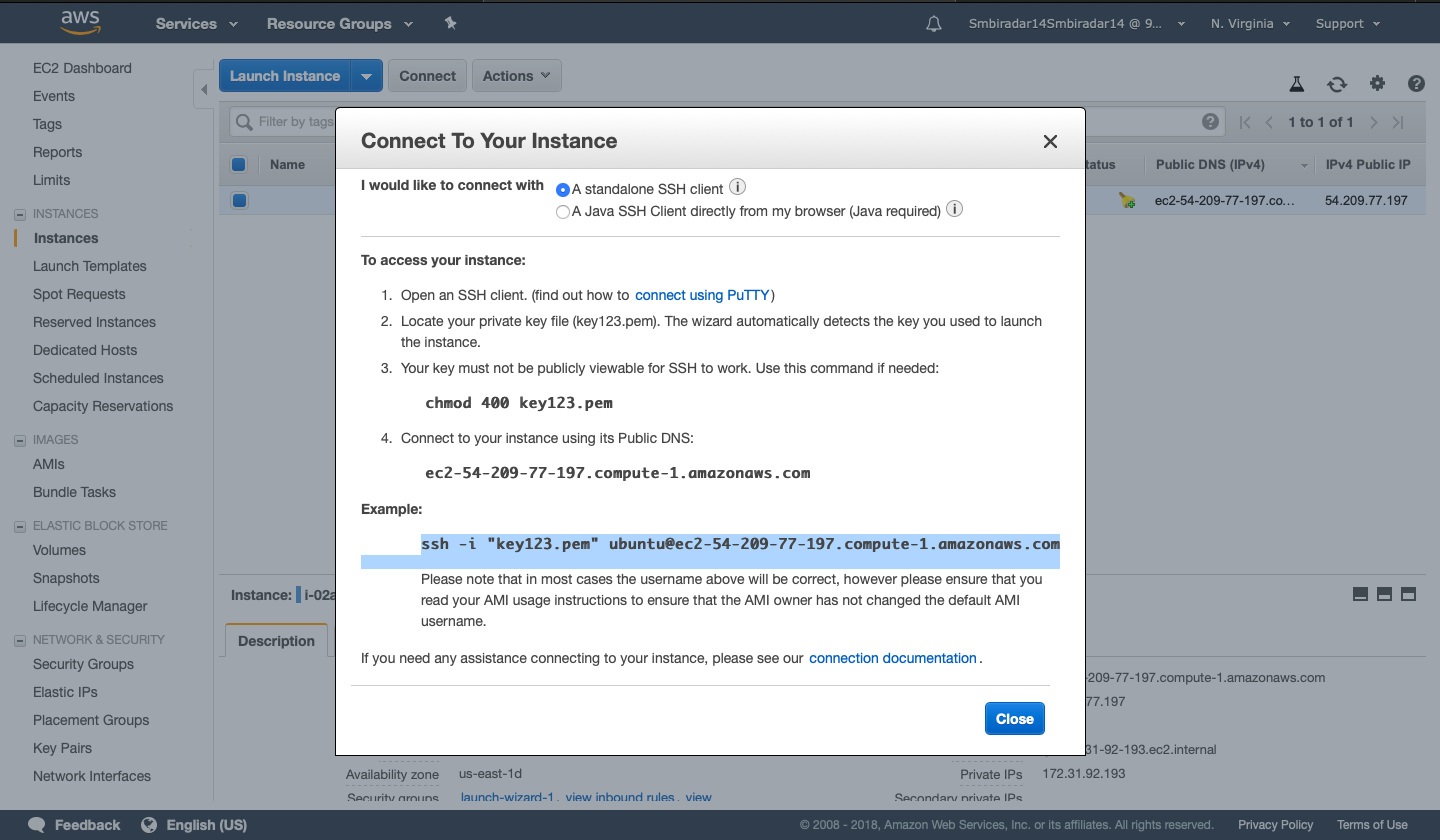 aws
Services
Resource Groups
Smbiradar14Smbiradar14 @ 9...
N. Virginia
Support
EC2 Dashboard
Events
Tags
Reports
Limits
INSTANCES
Instances
Launch Templates
Spot Requests
Reserved Instances
Dedicated Hosts
Scheduled Instances
Capacity Reservations
IMAGES
AMIs
Bundle Tasks
ELASTIC BLOCK STORE
Volumes
Snapshots
Lifecycle Manager
NETWORK & SECURITY
Security Groups
Elastic IPs
Placement Groups
Key Pairs
Network Interfaces
Launch Instance
Connect
Actions
Filter by tags
1 to 1 of 1
Name
tatus
Public DNS (IPv4)
IPv4 Public IP
ec2-54-209-77-197.co...
54.209.77.197
Connect To Your Instance
I would like to connect with
A standalone SSH client
A Java SSH Client directly from my browser (Java required)
To access your instance:
1. Open an SSH client. (find out how to connect using PuTTY)
2. Locate your private key file (key123.pem). The wizard automatically detects the key you used to launch
the instance.
3. Your key must not be publicly viewable for SSH to work. Use this command if needed:
chmod 400 key123.pem
4. Connect to your instance using its Public DNS:
ec2-54-209-77-197.compute-1.amazonaws.com
Example:
ssh -i "key123.pem" ubuntu@ec2-54-209-77-197.compute-1.amazonaws.com
Please note that in most cases the username above will be correct, however please ensure that you
read your AMI usage instructions to ensure that the AMI owner has not changed the default AMI
username.
If you need any assistance connecting to your instance, please see our connection documentation.
Close
Instance: i-02a
Description
-209-77-197.compute-1.amazonaws.com
77.197
31-92-193.ec2.internal
Availability zone us-east-1d
Private IPs 172.31.92.193
Security groups launch-wizard-1. view inbound rules. view
Secondary private IPs
Feedback
English (US)
© 2008 - 2018, Amazon Web Services, Inc. or its affiliates. All rights reserved.
Privacy Policy
Terms of Use